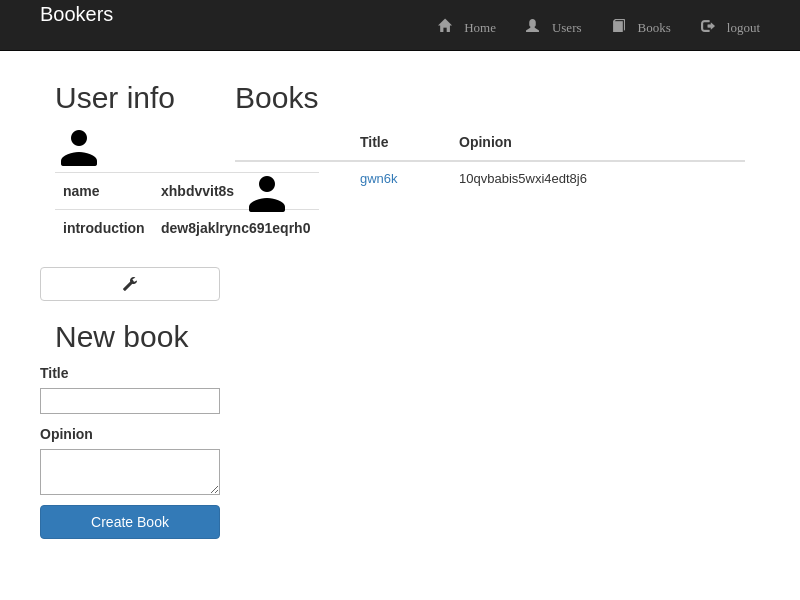 Bookers
Home Users Books logout
User info
name xhbdvvit8s
introduction dew8jaklrync691eqrh0
New book
Title
Opinion
Create Book
Books
Title Opinion
gwn6k 10qvbabis5wxi4edt8j6